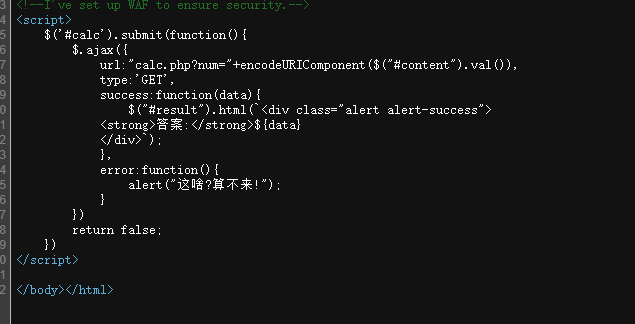 3 <!--I've set up WAF to ensure security.-->
4 <script>
5 $('#calc').submit(function(){
6 $.ajax({
7 url:"calc.php?num="+encodeURIComponent($("#content").val()),
8 type:'GET',
9 success:function(data){
0 $("#result").html(`<div class="alert alert-success">
1 <strong>答案:</strong>${data}
2 </div>`);
3 },
4 error:function(){
5 alert("这啥?算不来!");
6 }
7 })
8 return false;
9 })
0 </script>
1
2 </body></html>